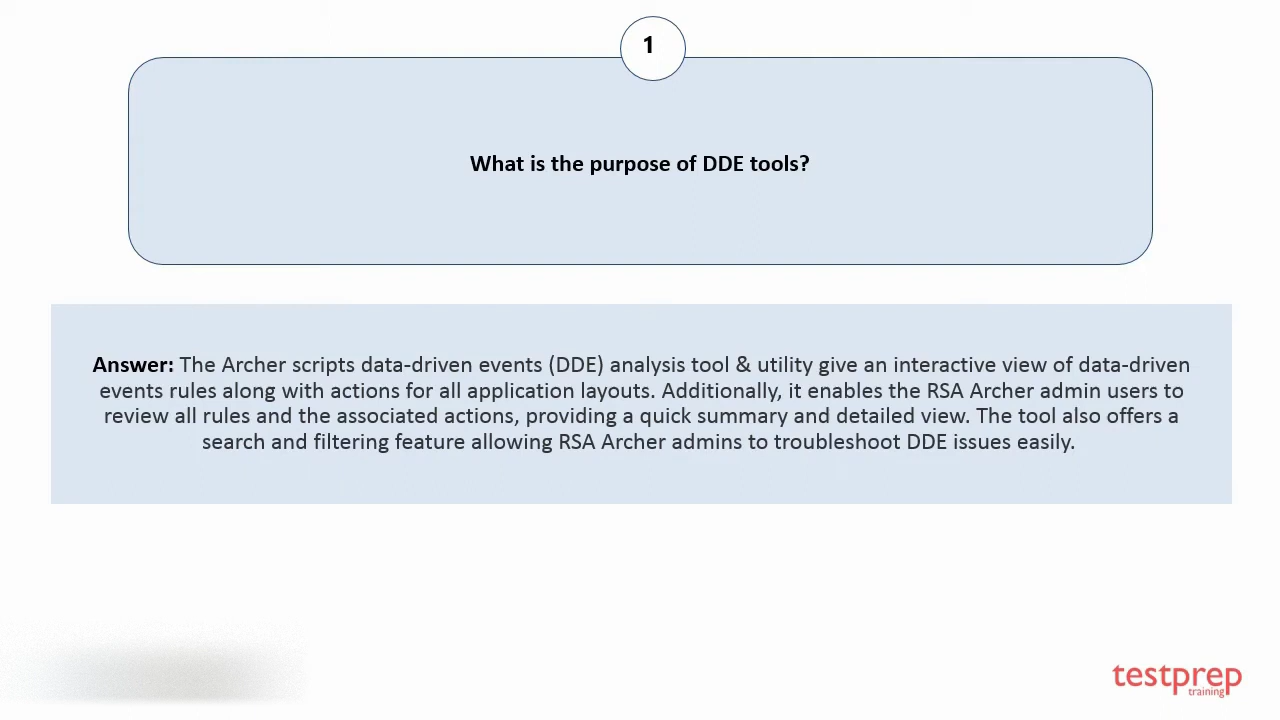 1
What is the purpose of DDE tools?
Answer: The Archer scripts data-driven events (DDE) analysis tool & utility give an interactive view of data-driven
events rules along with actions for all application layouts. Additionally, it enables the RSA Archer admin users to
review all rules and the associated actions, providing a quick summary and detailed view. The tool also offers a
search and filtering feature allowing RSA Archer admins to troubleshoot DDE issues easily.
testprep
training